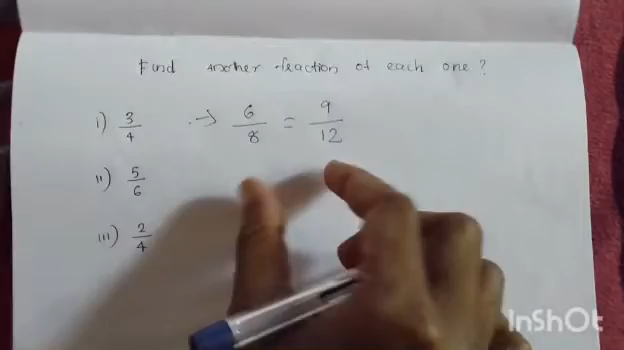 Find another fraction of each one ?
i) 3/4 → 6/8 = 9/12
ii) 5/6
iii) 2/4
InShOt